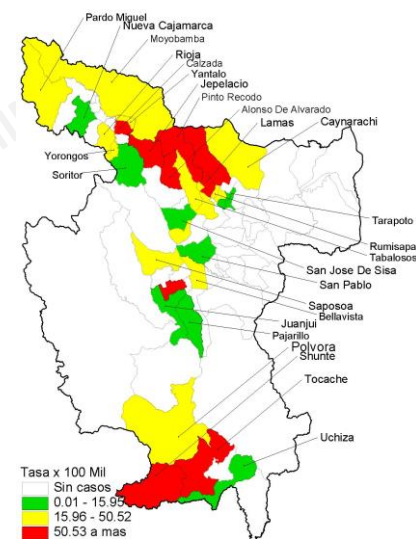 Pardo Miguel
Nueva Cajamarca
Moyobamba
Rioja
Calzada
Yantalo
Jepelacio
Pinto Recodo
Alonso De Alvarado
Lamas
Caynarachi
Yorongos
Soritor
Tarapoto
Rumisapa
Tabalosos
San Jose De Sisa
San Pablo
Saposoa
Bellavista
Juanjui
Pajarillo
Polvora
Shunte
Tocache
Uchiza
Tasa x 100 Mil
Sin casos
0.01 - 15.95
15.96 - 50.52
50.53 a mas